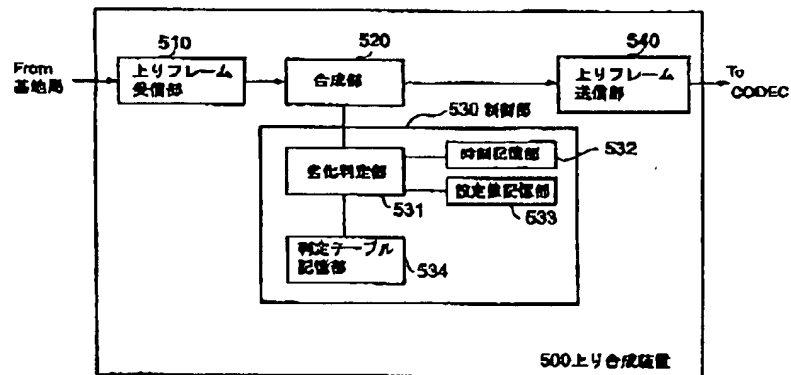 510
520
540
From
基地局
上りフレーム
受信部
合成部
上りフレーム
送信部
To
CODEC
530 制御部
劣化判定部
531
時刻記憶部
532
設定値記憶部
533
判定テーブル
記憶部
534
500上り合成装置